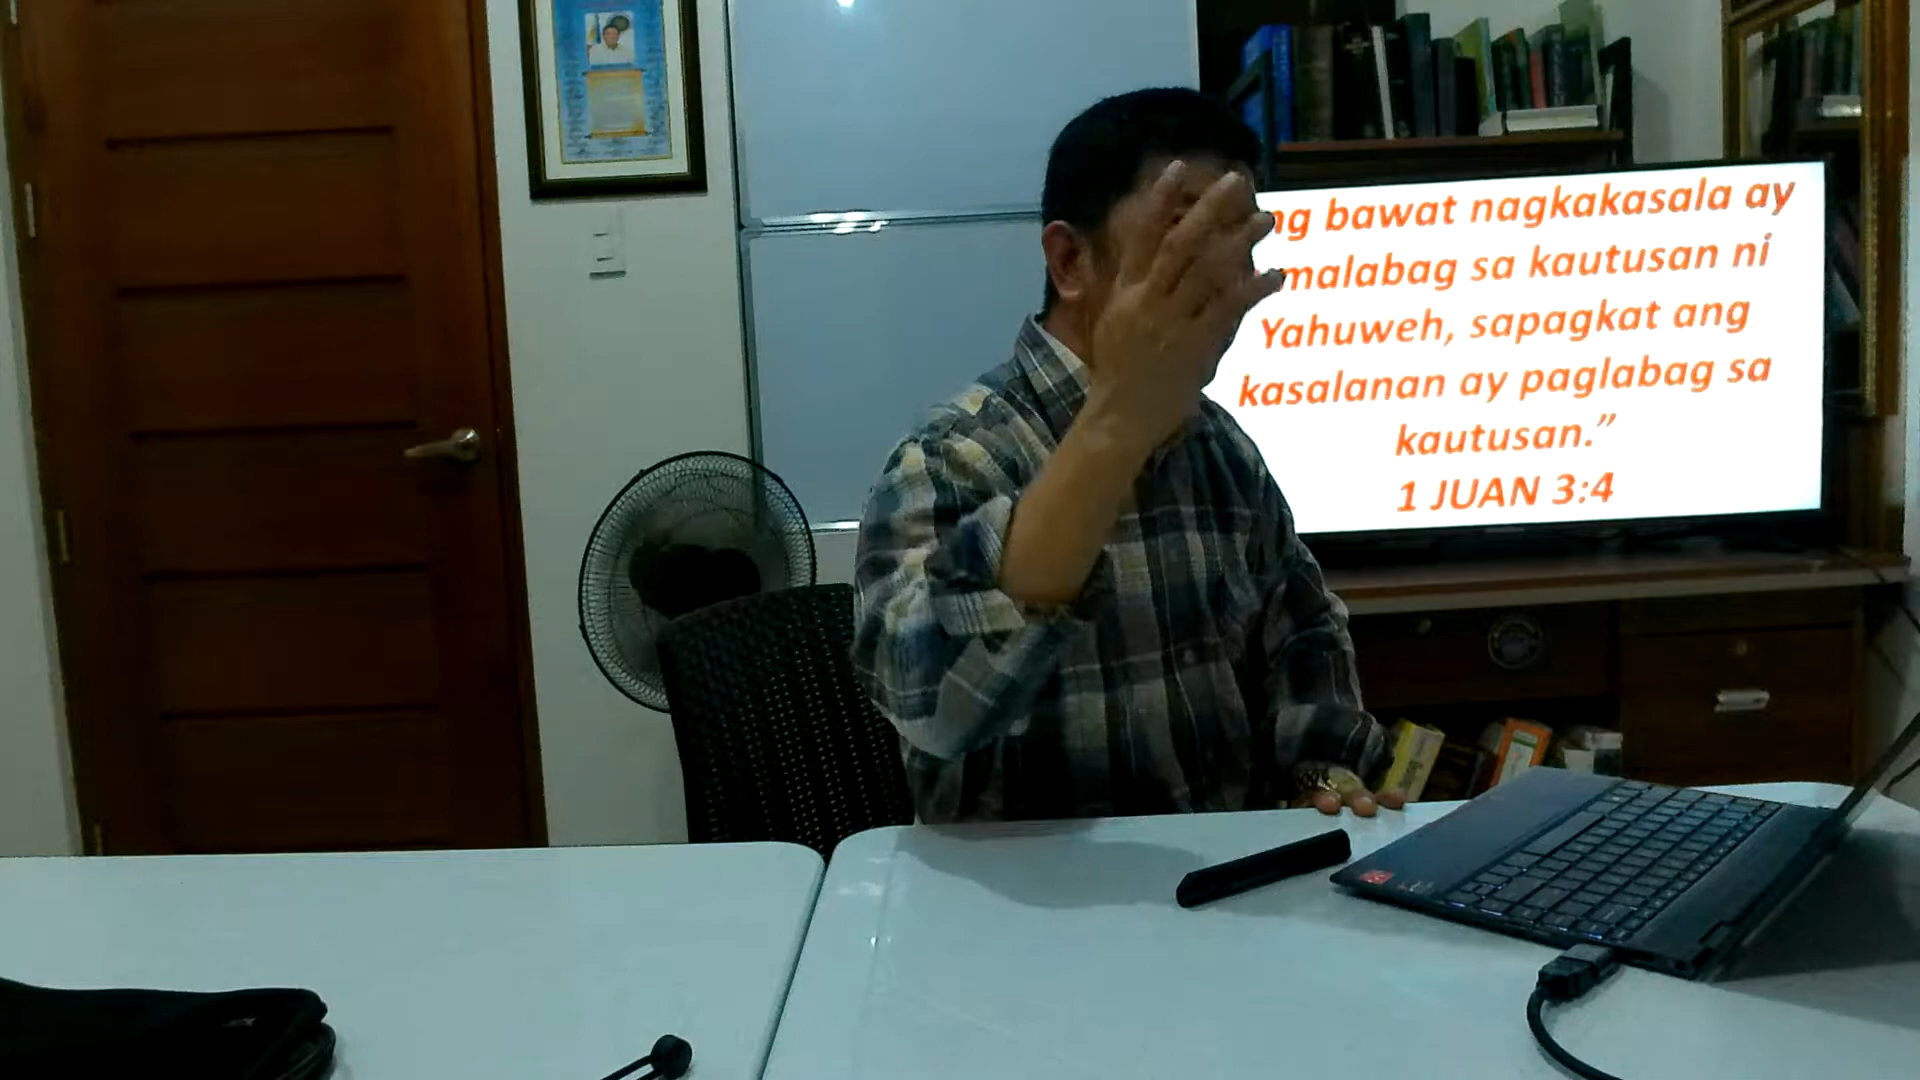 ng bawat nagkakasala ay
malabag sa kautusan ni
Yahuweh, sapagkat ang
kasalanan ay paglabag sa
kautusan.”
1 JUAN 3:4